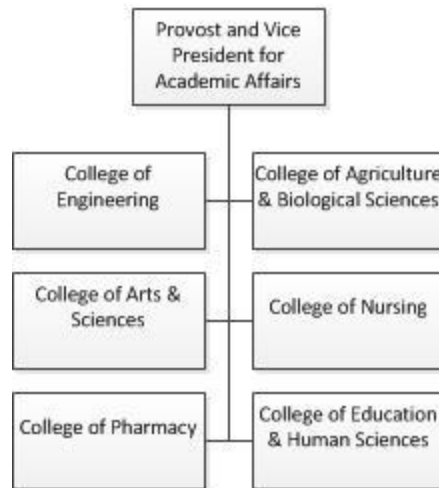 Provost and Vice
President for
Academic Affairs
College of
Engineering
College of Agriculture
& Biological Sciences
College of Arts &
Sciences
College of Nursing
College of Pharmacy
College of Education
& Human Sciences